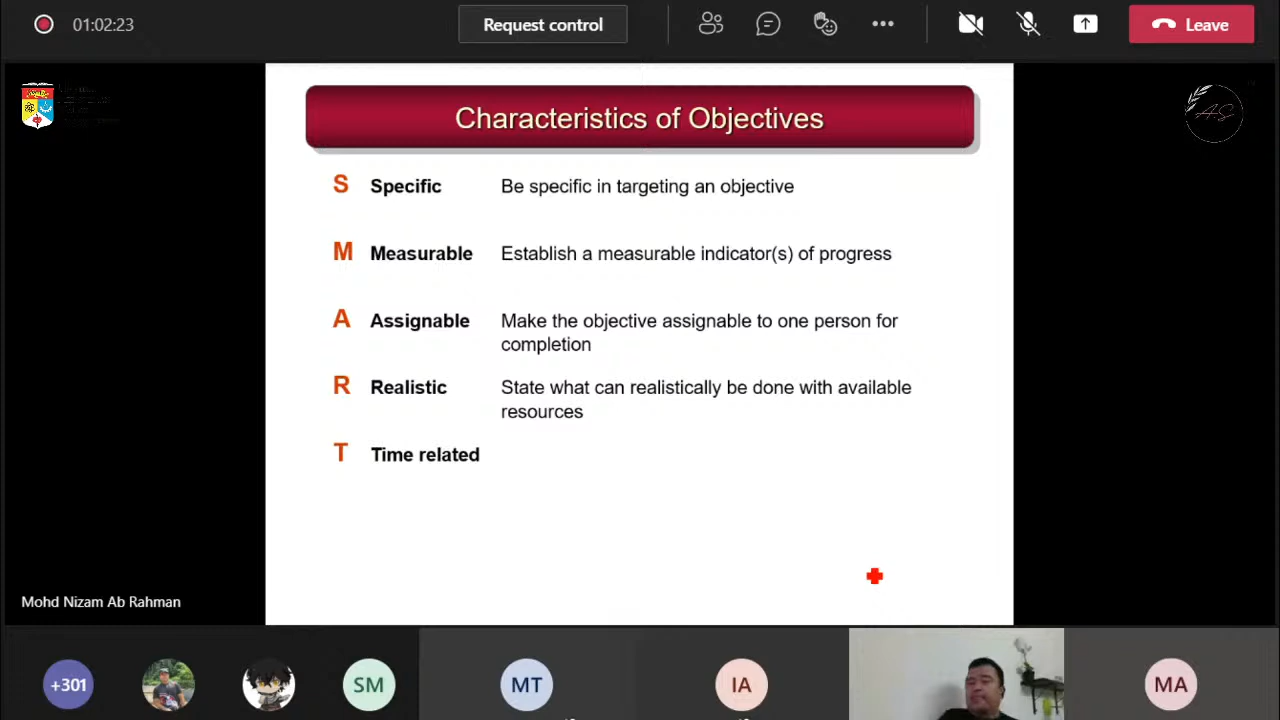 01:02:23
Request control
Leave
AS
Characteristics of Objectives
S Specific Be specific in targeting an objective
M Measurable Establish a measurable indicator(s) of progress
A Assignable Make the objective assignable to one person for
completion
R Realistic State what can realistically be done with available
resources
T Time related
Mohd Nizam Ab Rahman
+301
SM
MT
IA
MA